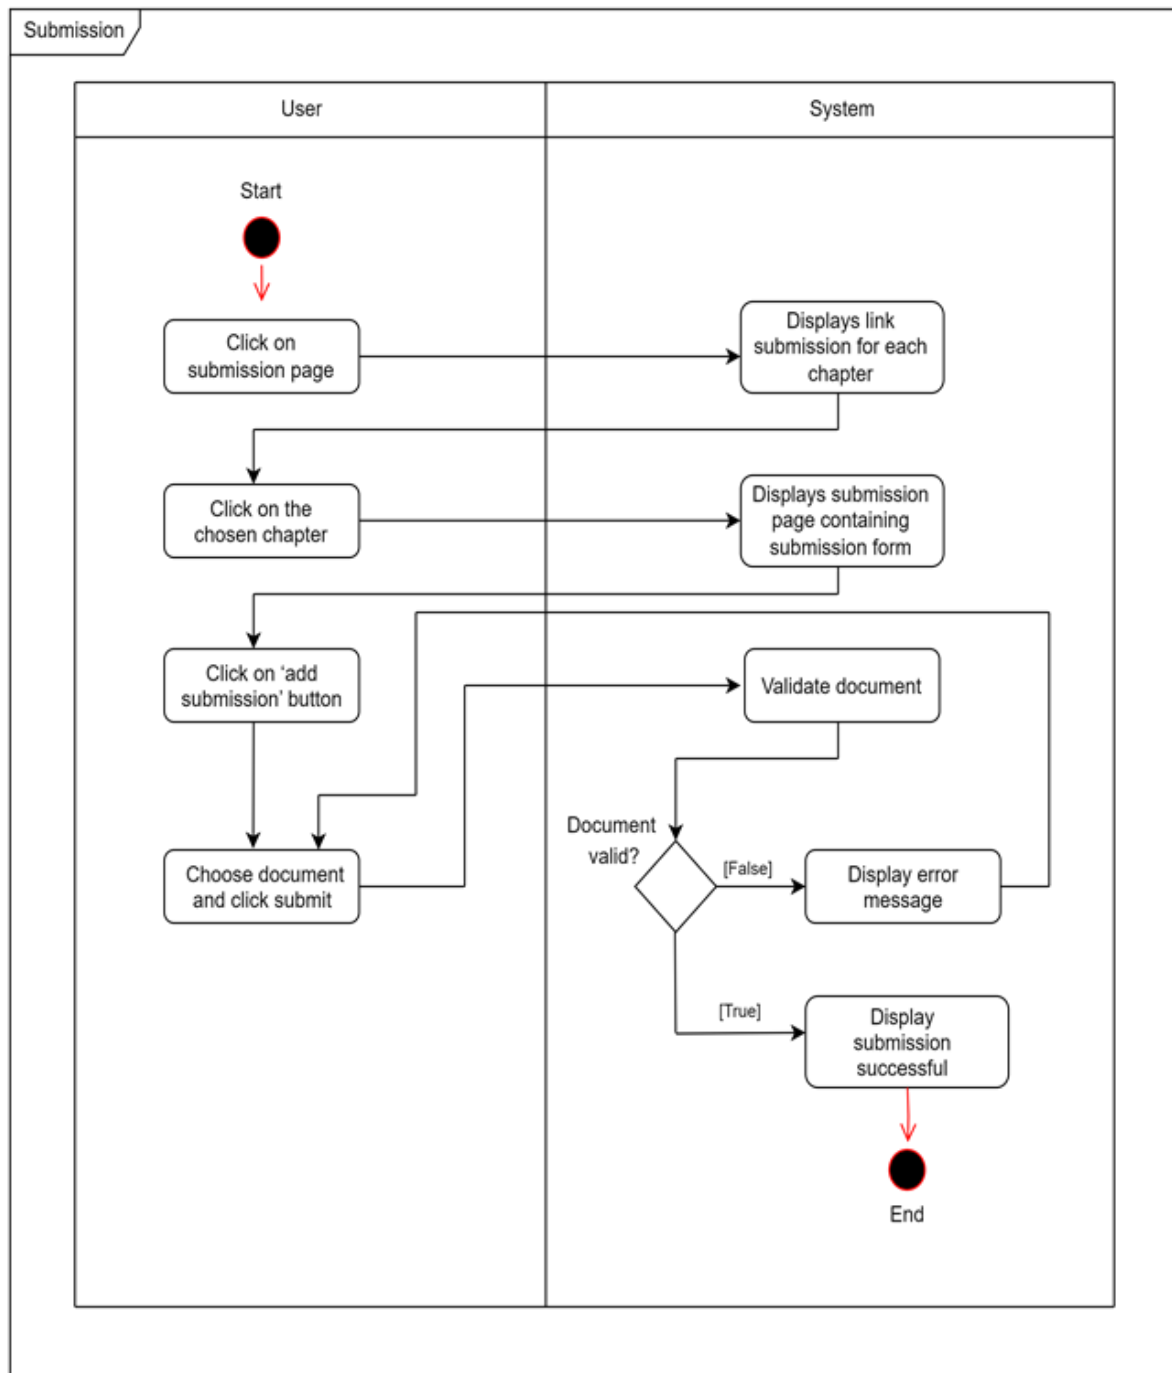 Submission
User
System
Start
Click on
submission page
Displays link
submission for each
chapter
Click on the
chosen chapter
Displays submission
page containing
submission form
Click on ‘add
submission’ button
Validate document
Document
valid?
[False]
Choose document
and click submit
Display error
message
[True]
Display
submission
successful
End